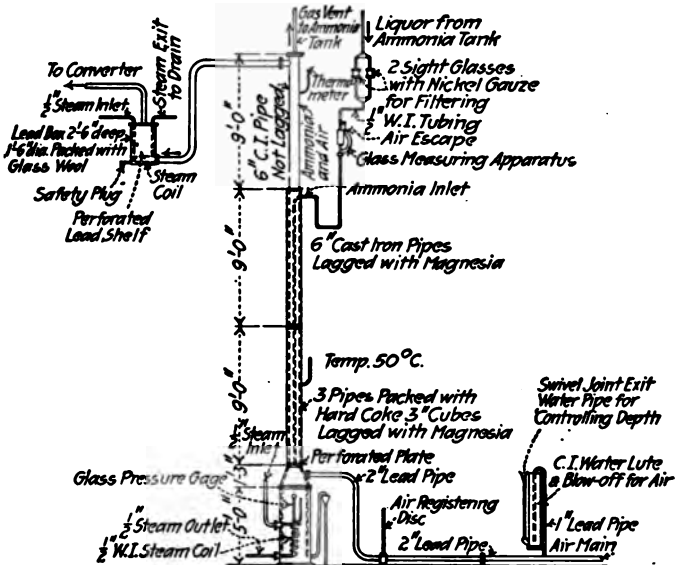 Gas Vent
to Ammonia
Tank
Liquor from
Ammonia Tank
To Converter
Steam Exit
to Drain
1/2" Steam Inlet
Lead Box 2'-6" deep,
1'-6" dia. Packed with
Glass Wool
Safety Plug
Steam
Coil
Perforated
Lead Shelf
9'-0"
6" C.I. Pipe
Not Lagged
Thermometer
Ammonia
and Air
2 Sight Glasses
with Nickel Gauze
for Filtering
1/2" W.I. Tubing
Air Escape
Glass Measuring Apparatus
Ammonia Inlet
9'-0"
6" Cast Iron Pipes
Lagged with Magnesia
Temp. 50°C.
9'-0"
3 Pipes Packed with
Hard Coke 3" Cubes
Lagged with Magnesia
1/2" Steam
Inlet
Perforated Plate
Glass Pressure Gage
1'-3"
2" Lead Pipe
Swivel Joint Exit
Water Pipe for
Controlling Depth
C.I. Water Lute
& Blow-off for Air
Air Registering
Disc
1/2" Steam Outlet
1/2" W.I. Steam Coil
5'-0"
2" Lead Pipe
1" Lead Pipe
Air Main